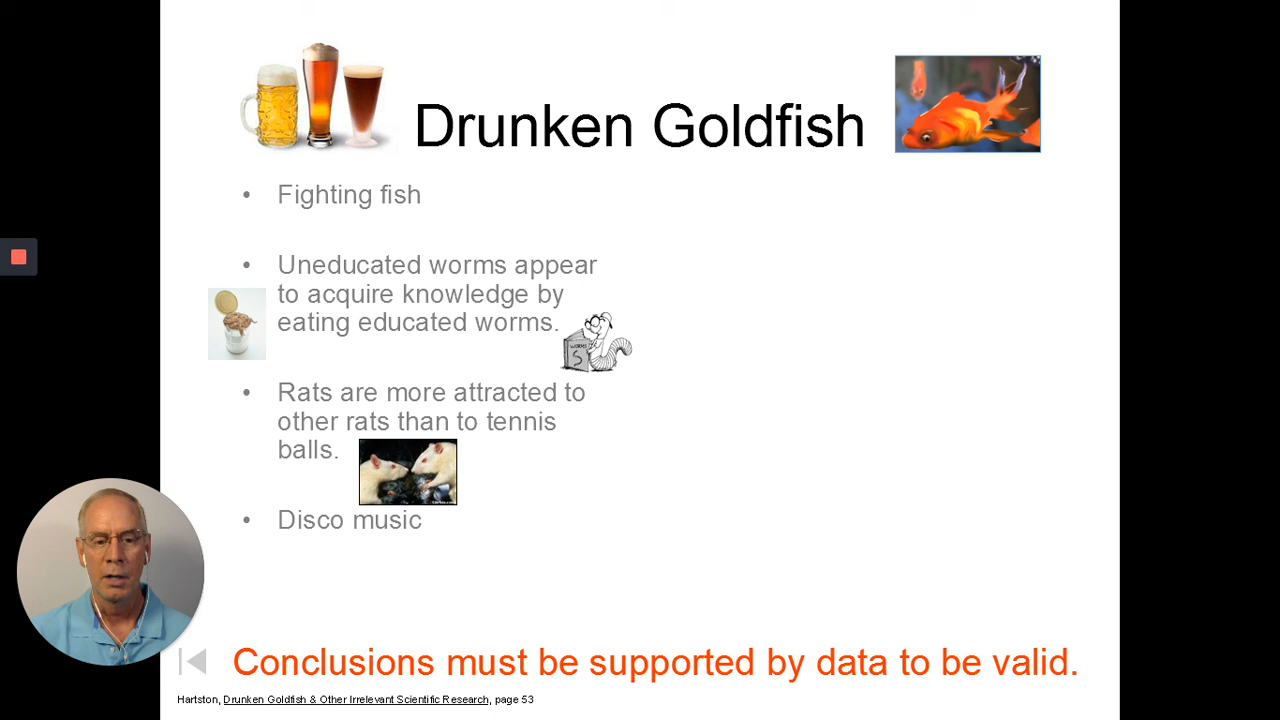 Drunken Goldfish
• Fighting fish
• Uneducated worms appear
to acquire knowledge by
eating educated worms.
WORMS
S
• Rats are more attracted to
other rats than to tennis
balls.
• Disco music
Conclusions must be supported by data to be valid.
Hartston, Drunken Goldfish & Other Irrelevant Scientific Research, page 53